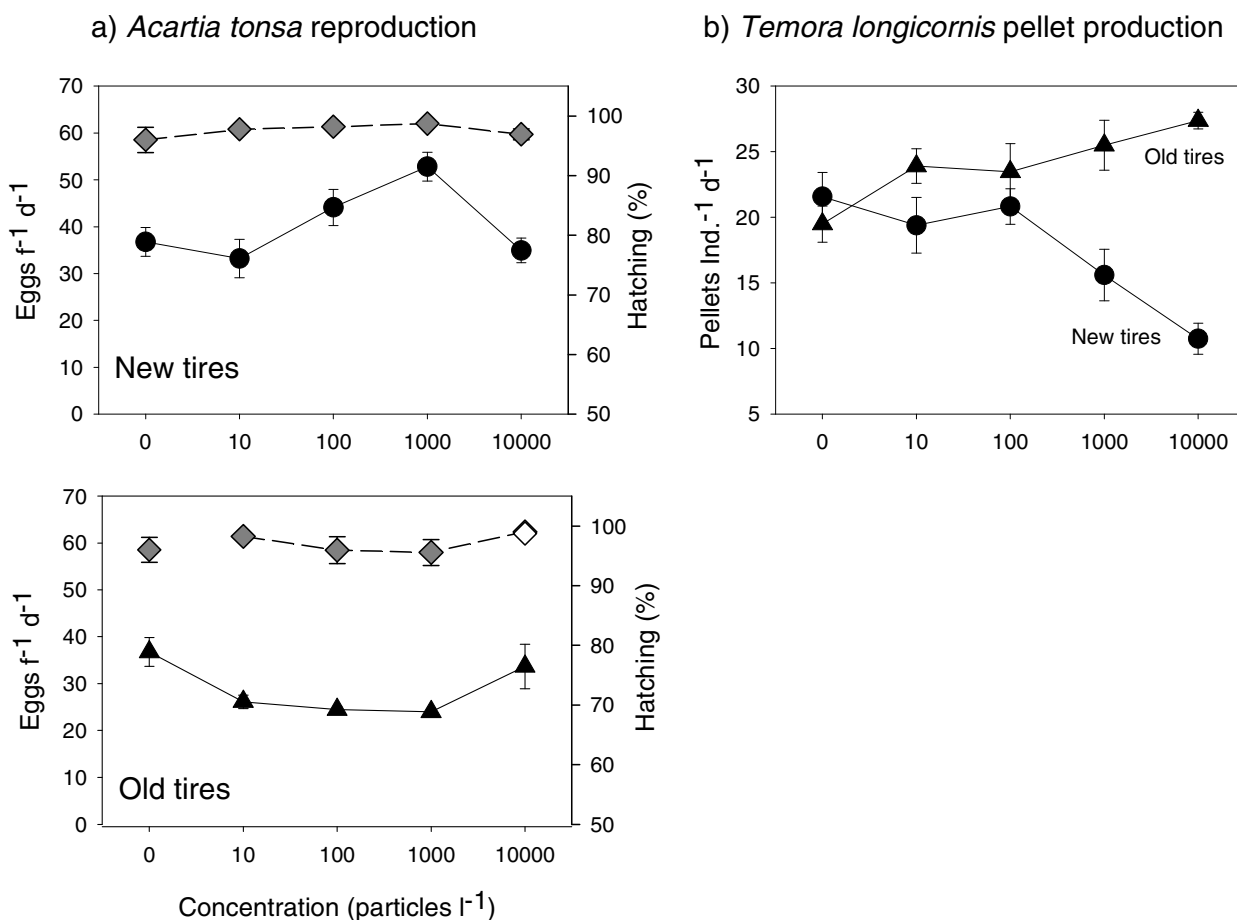 a) Acartia tonsa reproduction
70
60
50
40
30
20
10
0
Eggs f-1 d-1
100
90
80
70
60
50
Hatching (%)
New tires
0 10 100 1000 10000
b) Temora longicornis pellet production
30
25
20
15
10
5
Pellets Ind.-1 d-1
Old tires
New tires
0 10 100 1000 10000
70
60
50
40
30
20
10
0
Eggs f-1 d-1
100
90
80
70
60
50
Hatching (%)
Old tires
0 10 100 1000 10000
Concentration (particles l-1)